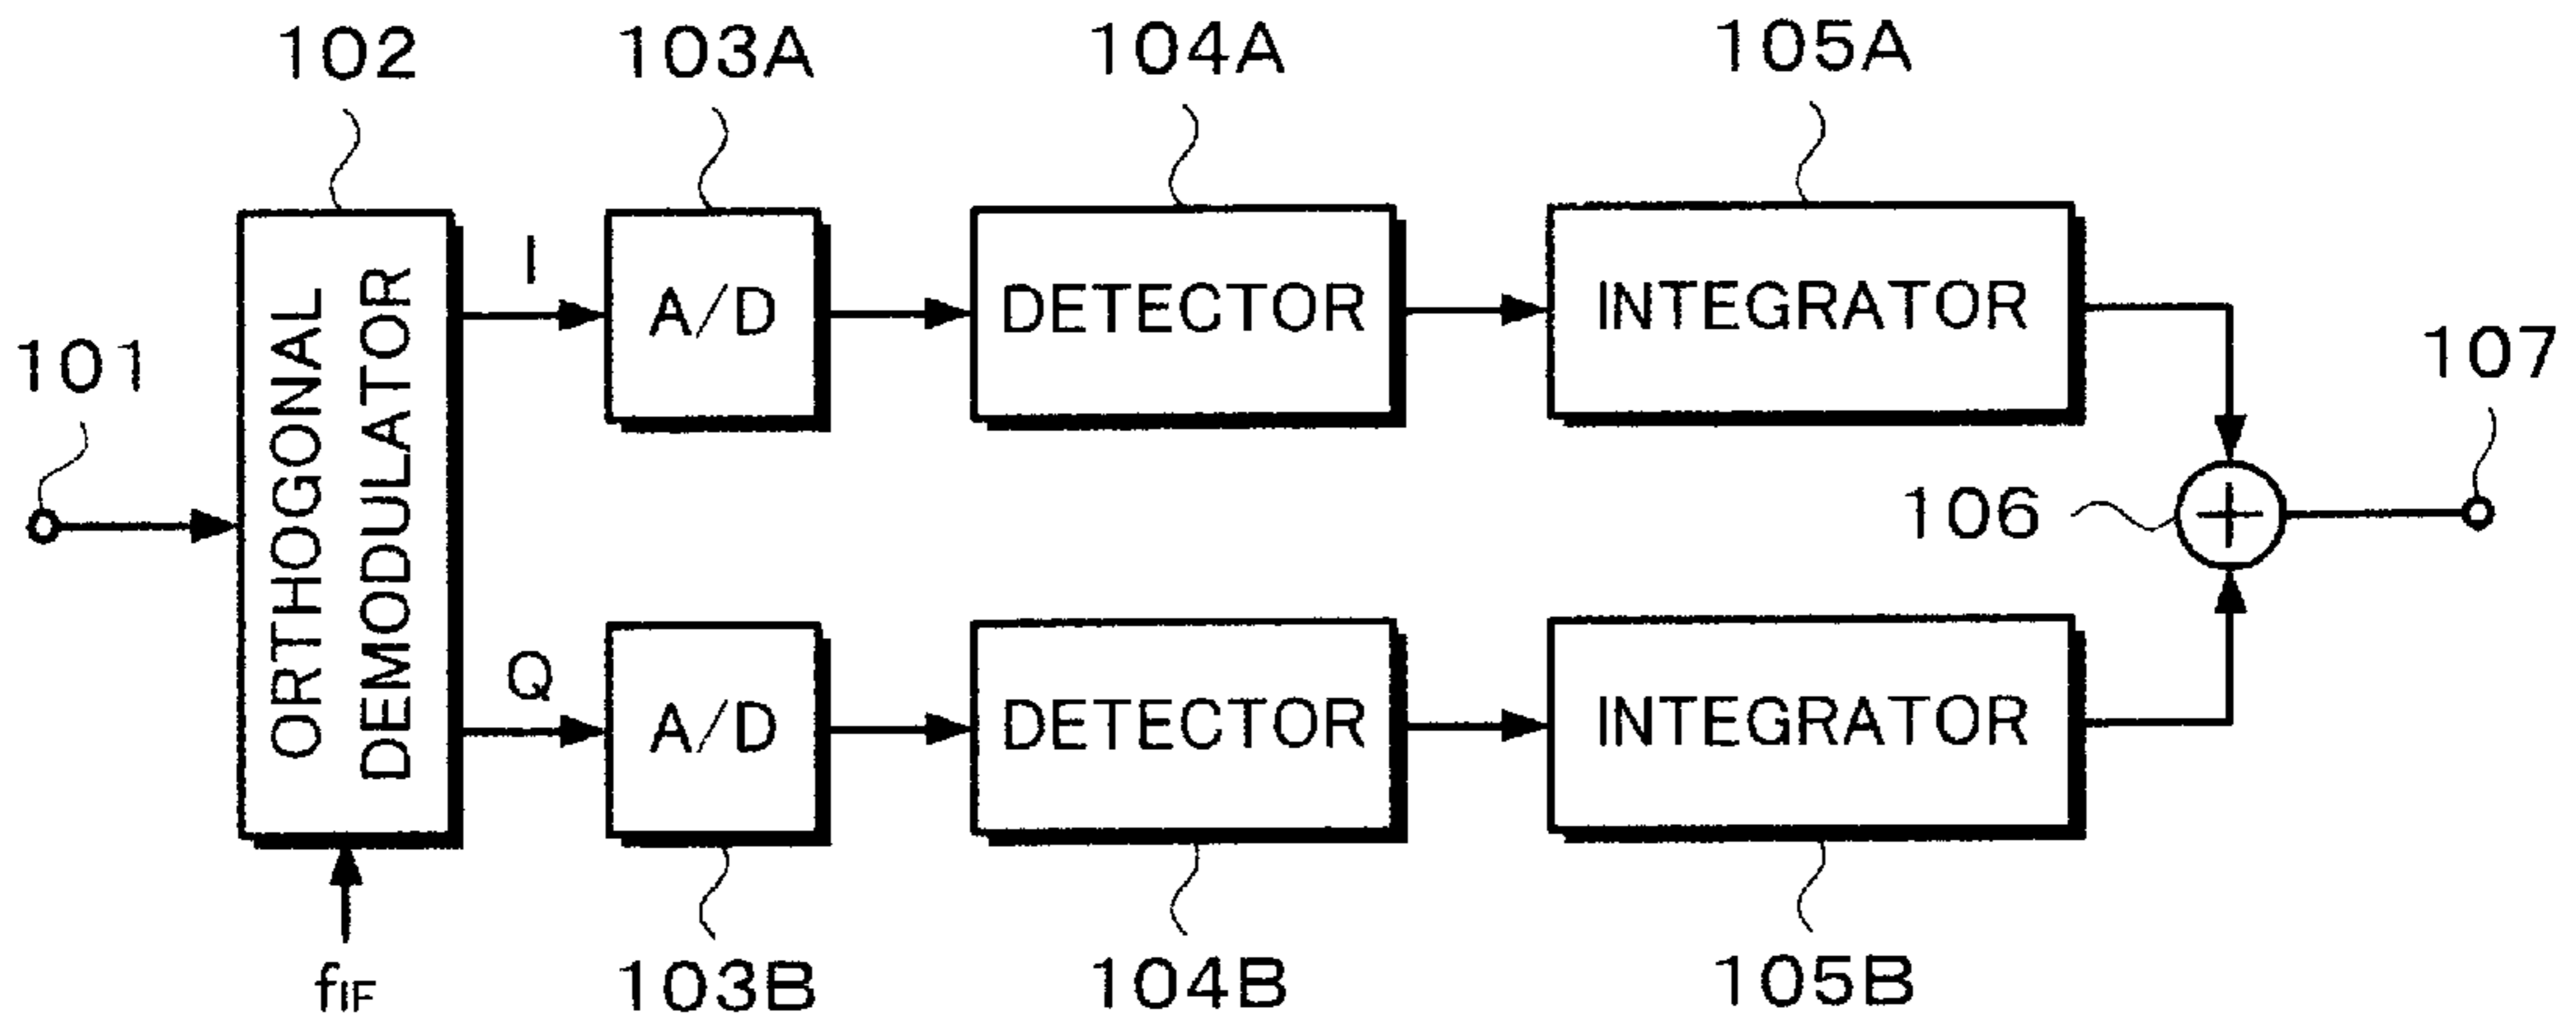 102
103A
104A
105A
101
107
106
ORTHOGONAL
DEMODULATOR
I
A/D
DETECTOR
INTEGRATOR
+
Q
A/D
DETECTOR
INTEGRATOR
fIF
103B
104B
105B